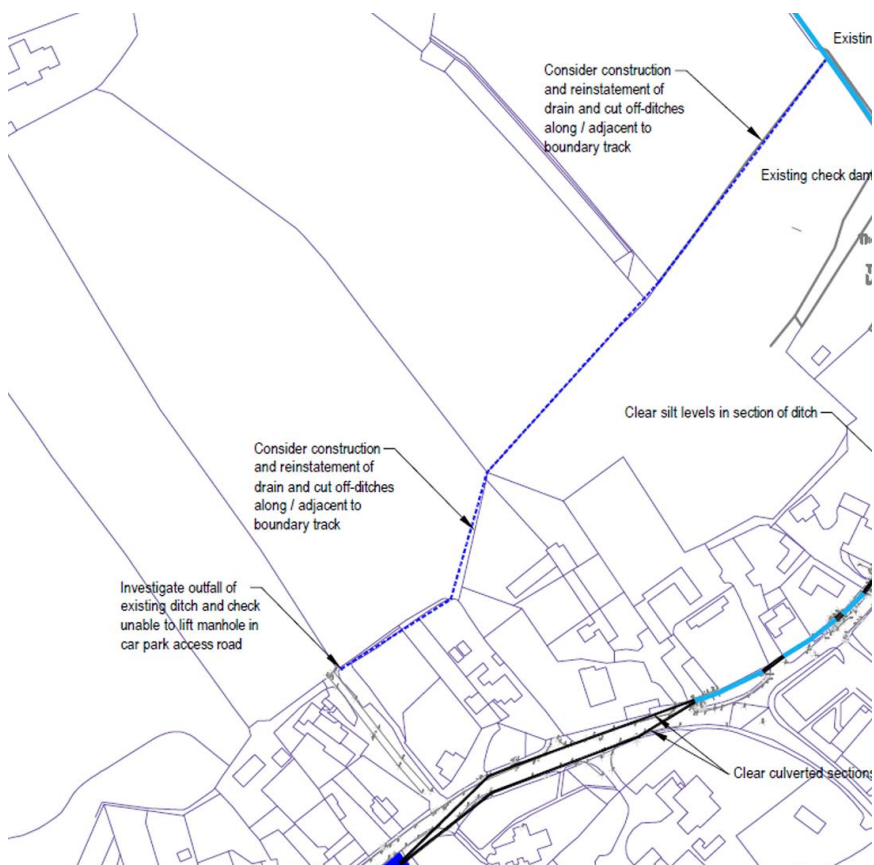 Existin
Consider construction
and reinstatement of
drain and cut off-ditches
along / adjacent to
boundary track
Existing check dam
Clear silt levels in section of ditch
Consider construction
and reinstatement of
drain and cut off-ditches
along / adjacent to
boundary track
Investigate outfall of
existing ditch and check
unable to lift manhole in
car park access road
Clear culverted sections